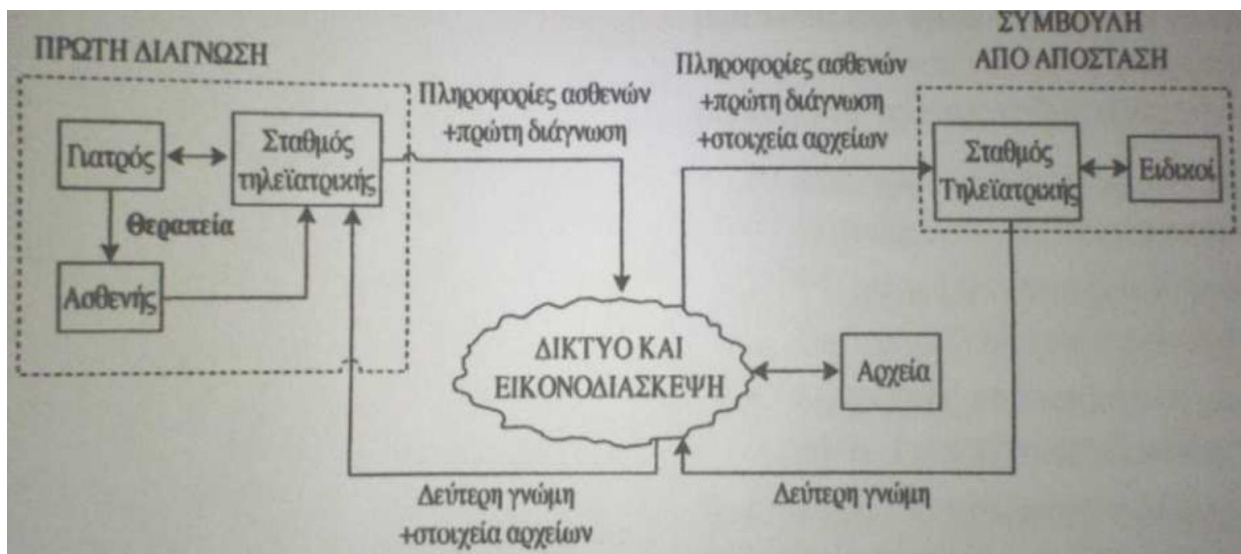 ΠΡΩΤΗ ΔΙΑΓΝΩΣΗ
Γιατρός
Σταθμός
τηλεϊατρικής
Θεραπεία
Ασθενής
Πληροφορίες ασθενών
+πρώτη διάγνωση
Πληροφορίες ασθενών
+πρώτη διάγνωση
+στοιχεία αρχείων
ΣΥΜΒΟΥΛΗ
ΑΠΟ ΑΠΟΣΤΑΣΗ
Σταθμός
Τηλεϊατρικής
Ειδικοί
ΔΙΚΤΥΟ ΚΑΙ
ΕΙΚΟΝΟΔΙΑΣΚΕΨΗ
Αρχεία
Δεύτερη γνώμη
+στοιχεία αρχείων
Δεύτερη γνώμη